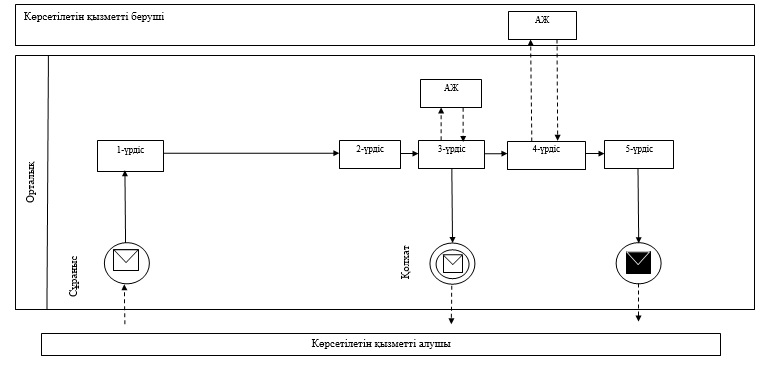 Көрсетілетін қызметті беруші
АЖ
АЖ
1-үрдіс
2-үрдіс
3-үрдіс
4-үрдіс
5-үрдіс
Орталық
Сұраныс
Қолхат
Көрсетілетін қызметті алушы